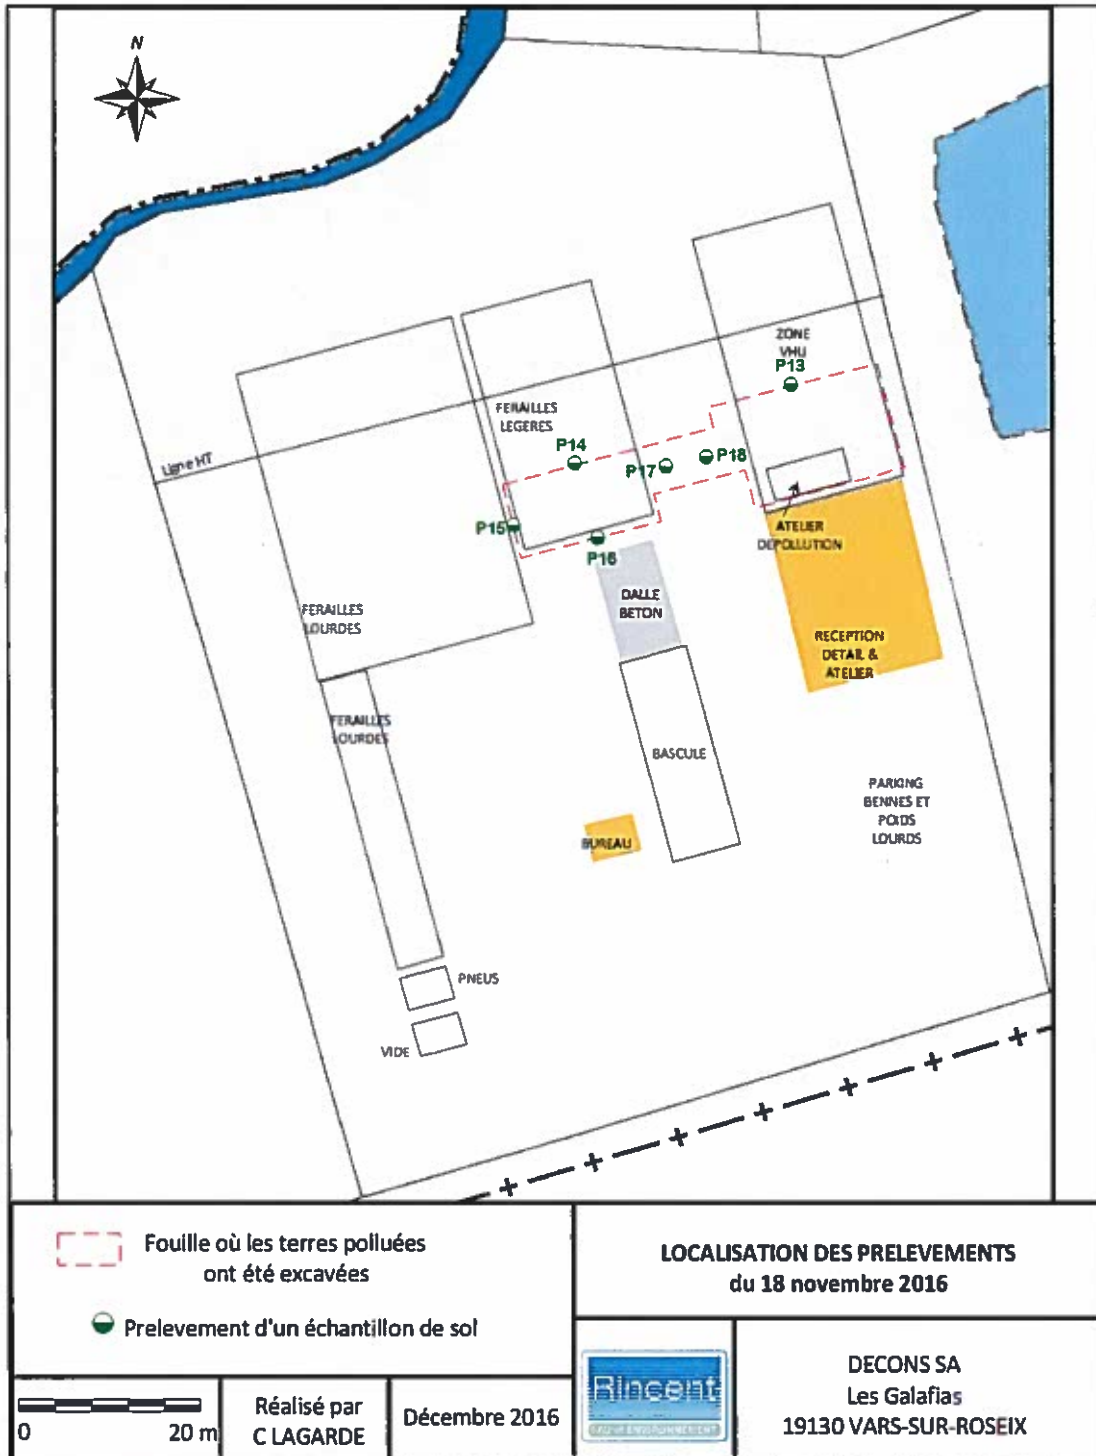 N
ZONE
VHU
P13
FERAILLES
LEGERES
P14
Ligne HT
P17
P18
P15
P16
ATELIER
DEPOLLUTION
DALLE
BETON
FERAILLES
LOURDES
RECEPTION
DETAIL &
ATELIER
FERAILLES
LOURDES
BASCULE
PARKING
BENNES ET
POIDS
LOURDS
BUREAU
PNEUS
VIDE
Fouille où les terres polluées
ont été excavées
Prelevement d'un échantillon de sol
LOCALISATION DES PRELEVEMENTS
du 18 novembre 2016
0 20 m
Réalisé par
C LAGARDE
Décembre 2016
Rincent
DECONS SA
Les Galafias
19130 VARS-SUR-ROSEIX